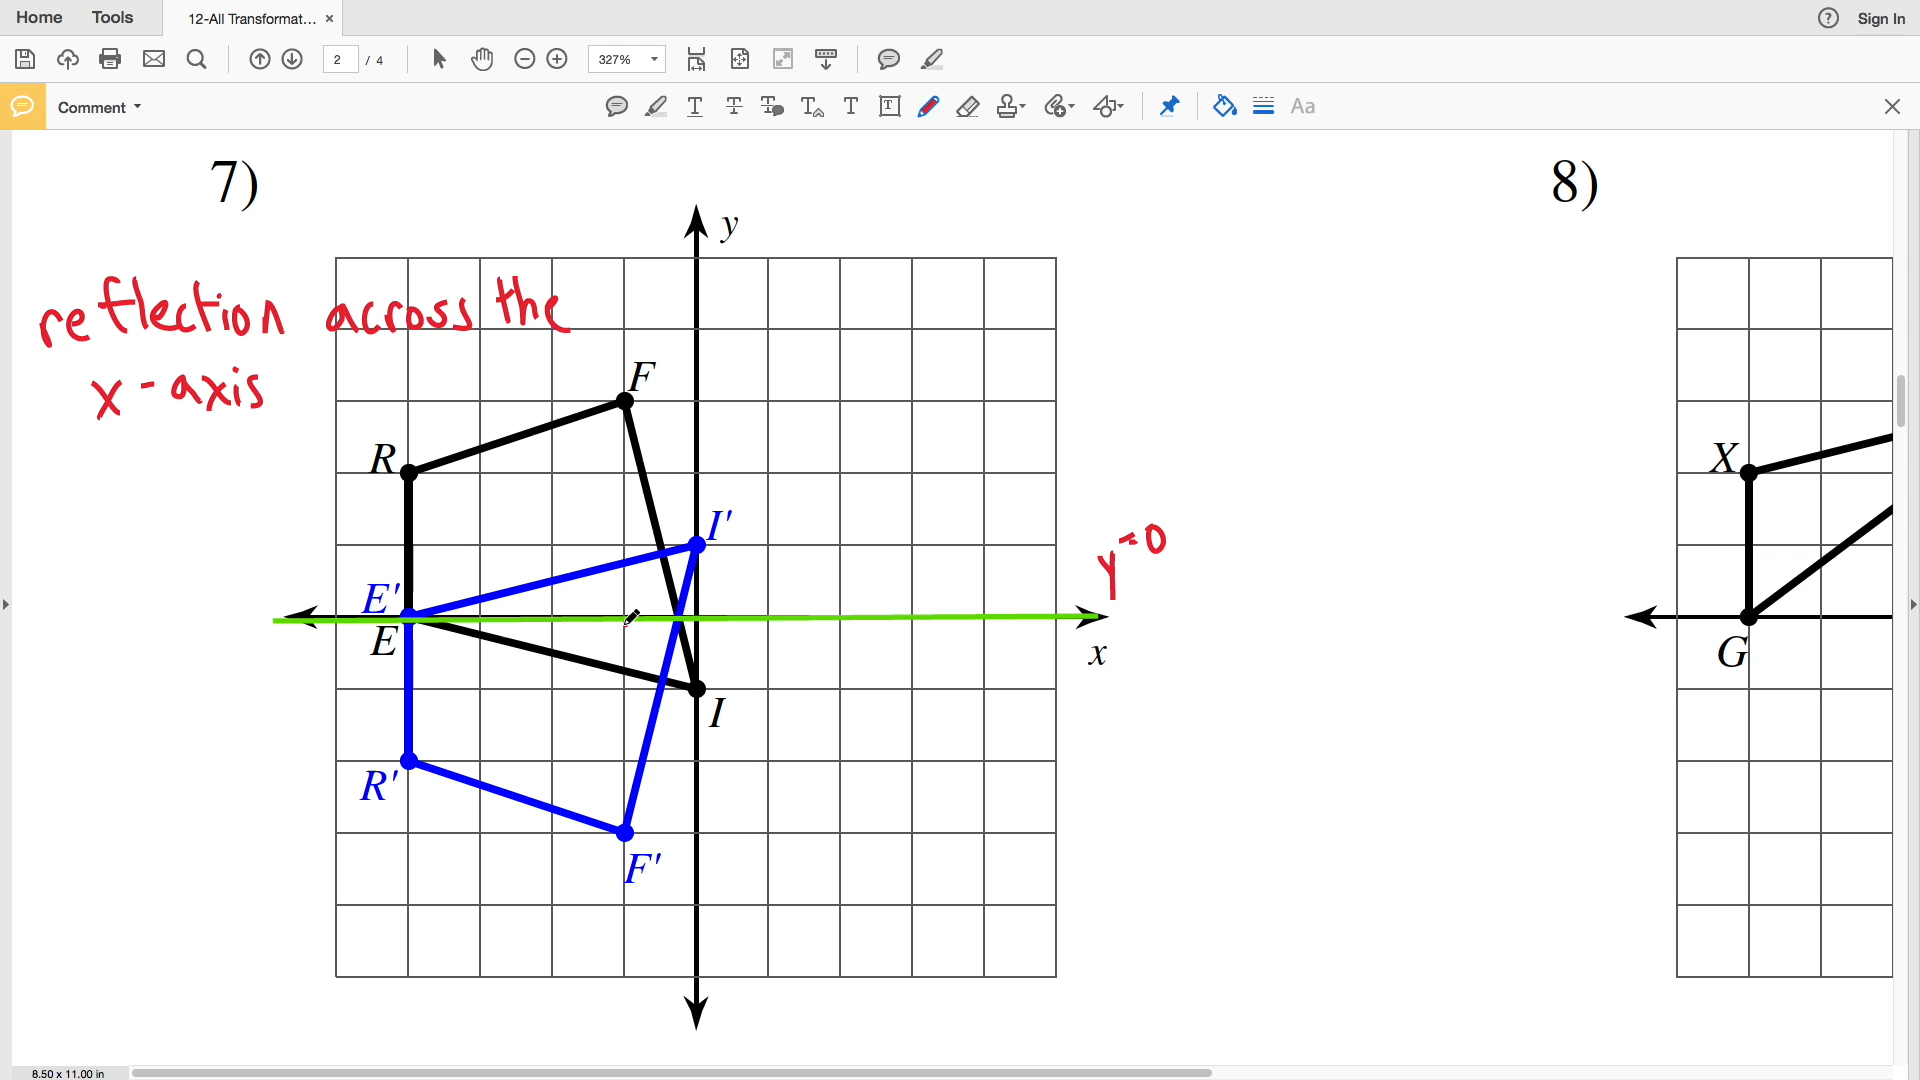 Home Tools 12-All Transformat... × ? Sign In
2 / 4 327%
Comment Aa
7) 8)
y
reflection across the
x-axis
F
R X
I'
y=0
E'
E
x G
I
R'
F'
8.50 x 11.00 in